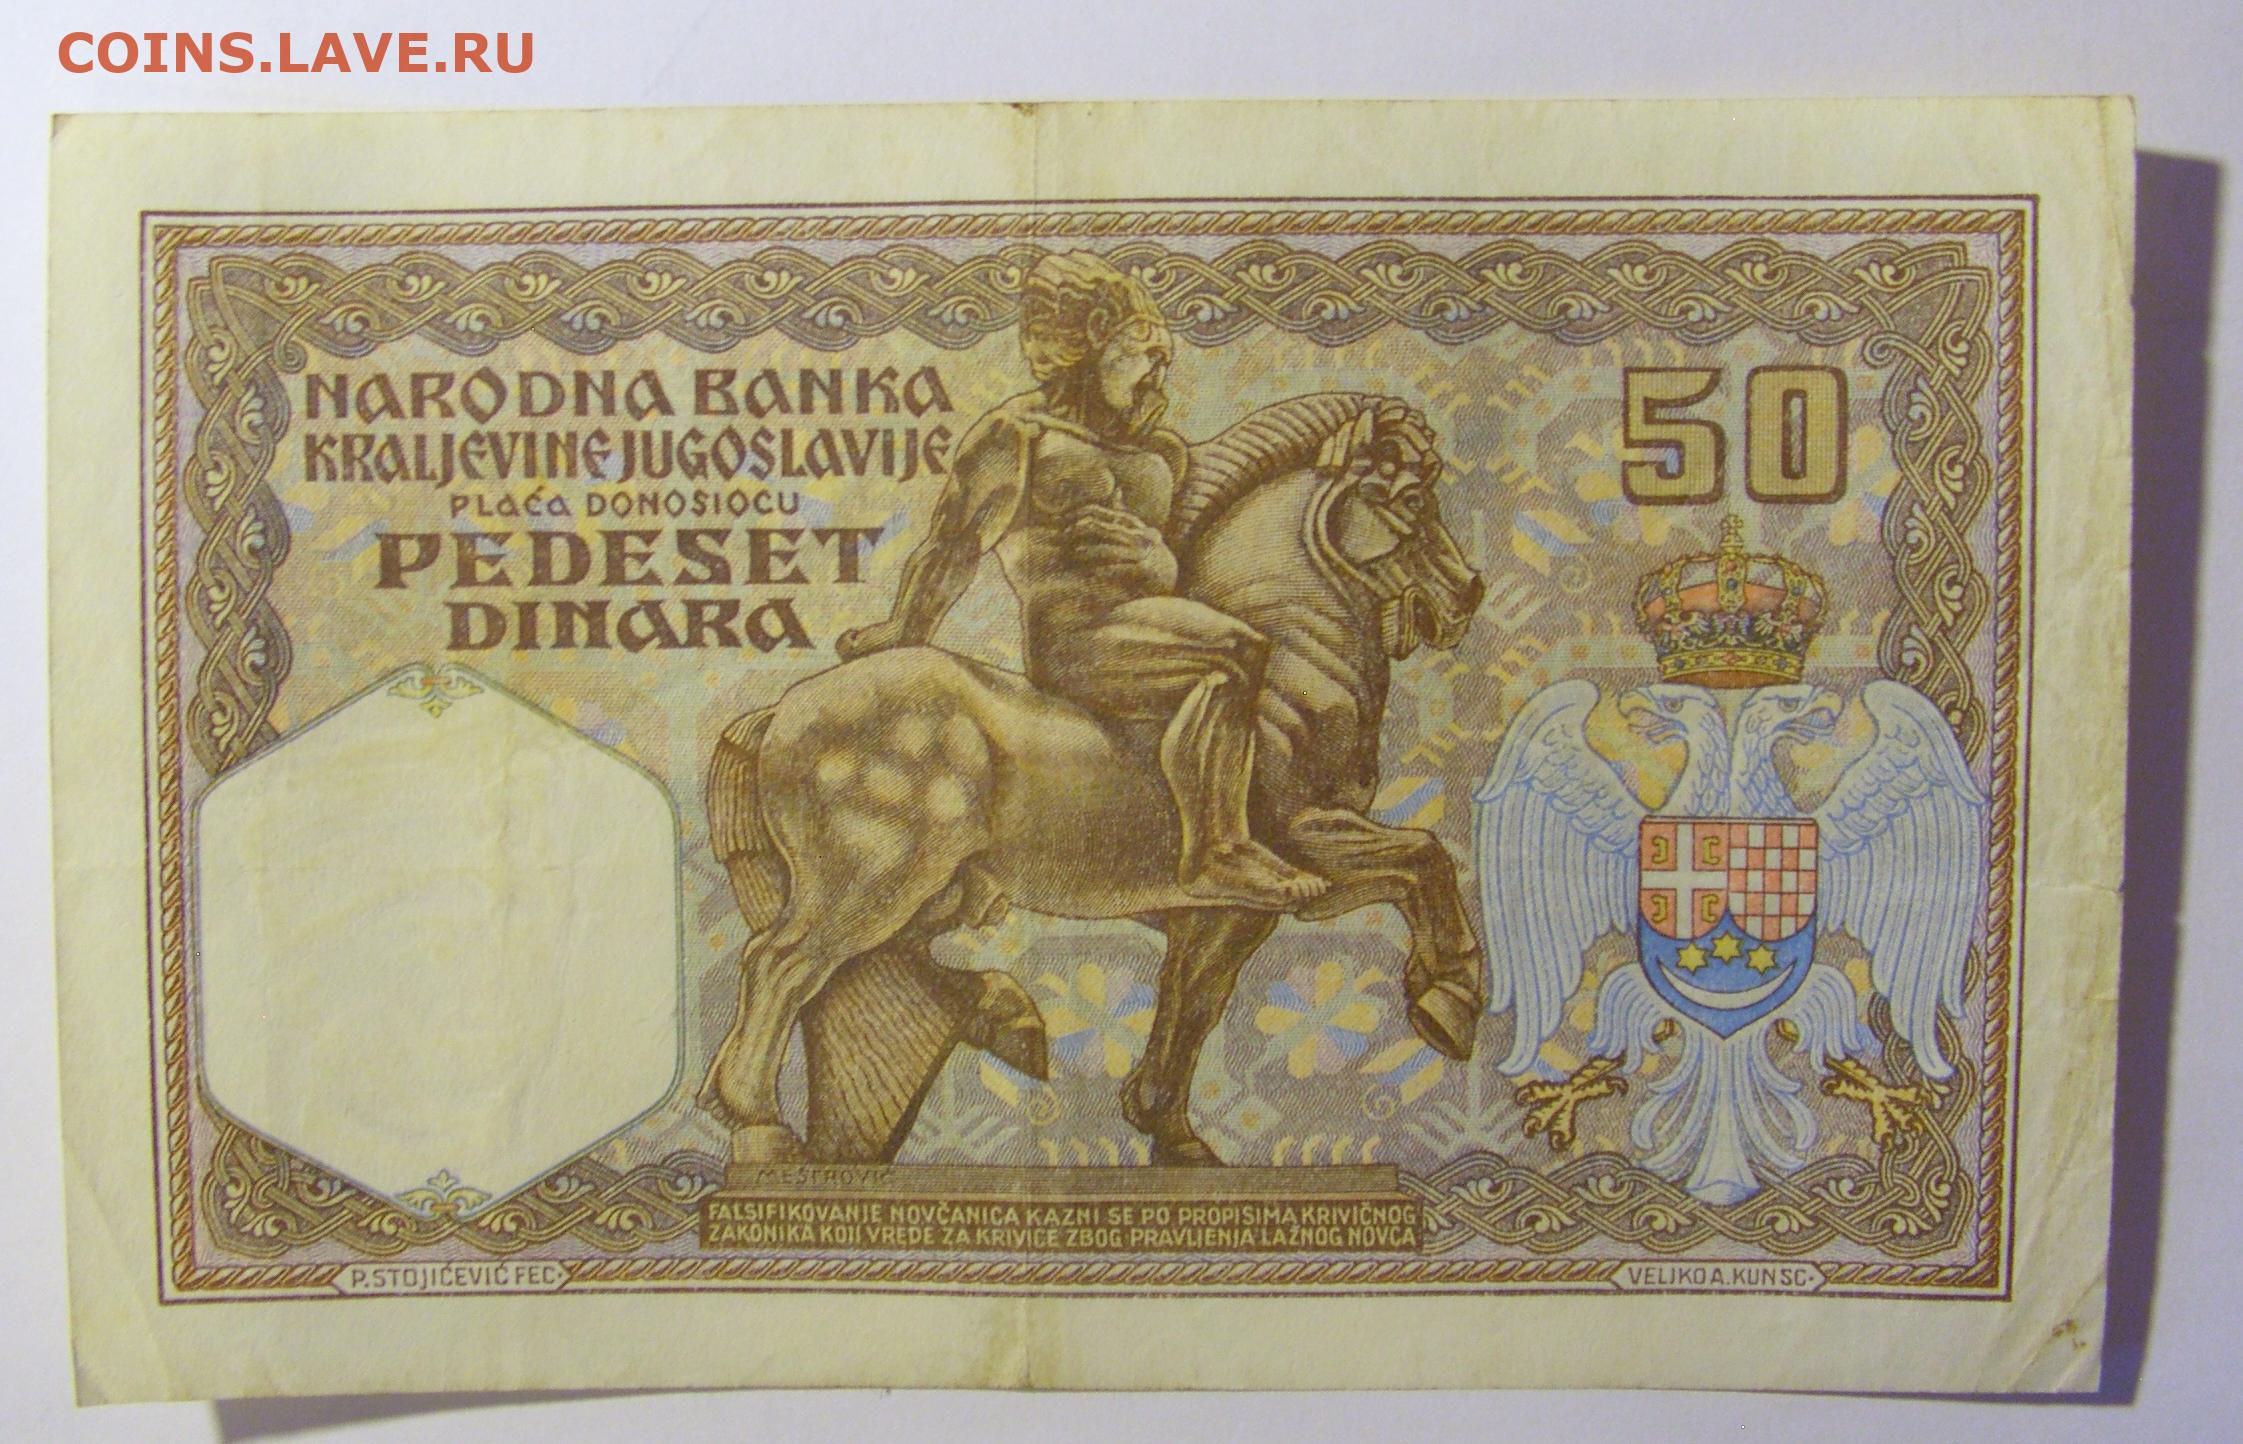 COINS.LAVE.RU
NARODNA BANKA
KRALJEVINE JUGOSLAVIJE
PLAĆA DONOSIOCU
PEDESET
DINARA
50
MEŠTROVIĆ
FALSIFIKOVANJE NOVČANICA KAZNI SE PO PROPISIMA KRIVIČNOG
ZAKONIKA KOJI VREDE ZA KRIVICE ZBOG PRAVLJENJA LAŽNOG NOVCA
P. STOJIĆEVIĆ FEC.
VELJKO A. KUN SC.